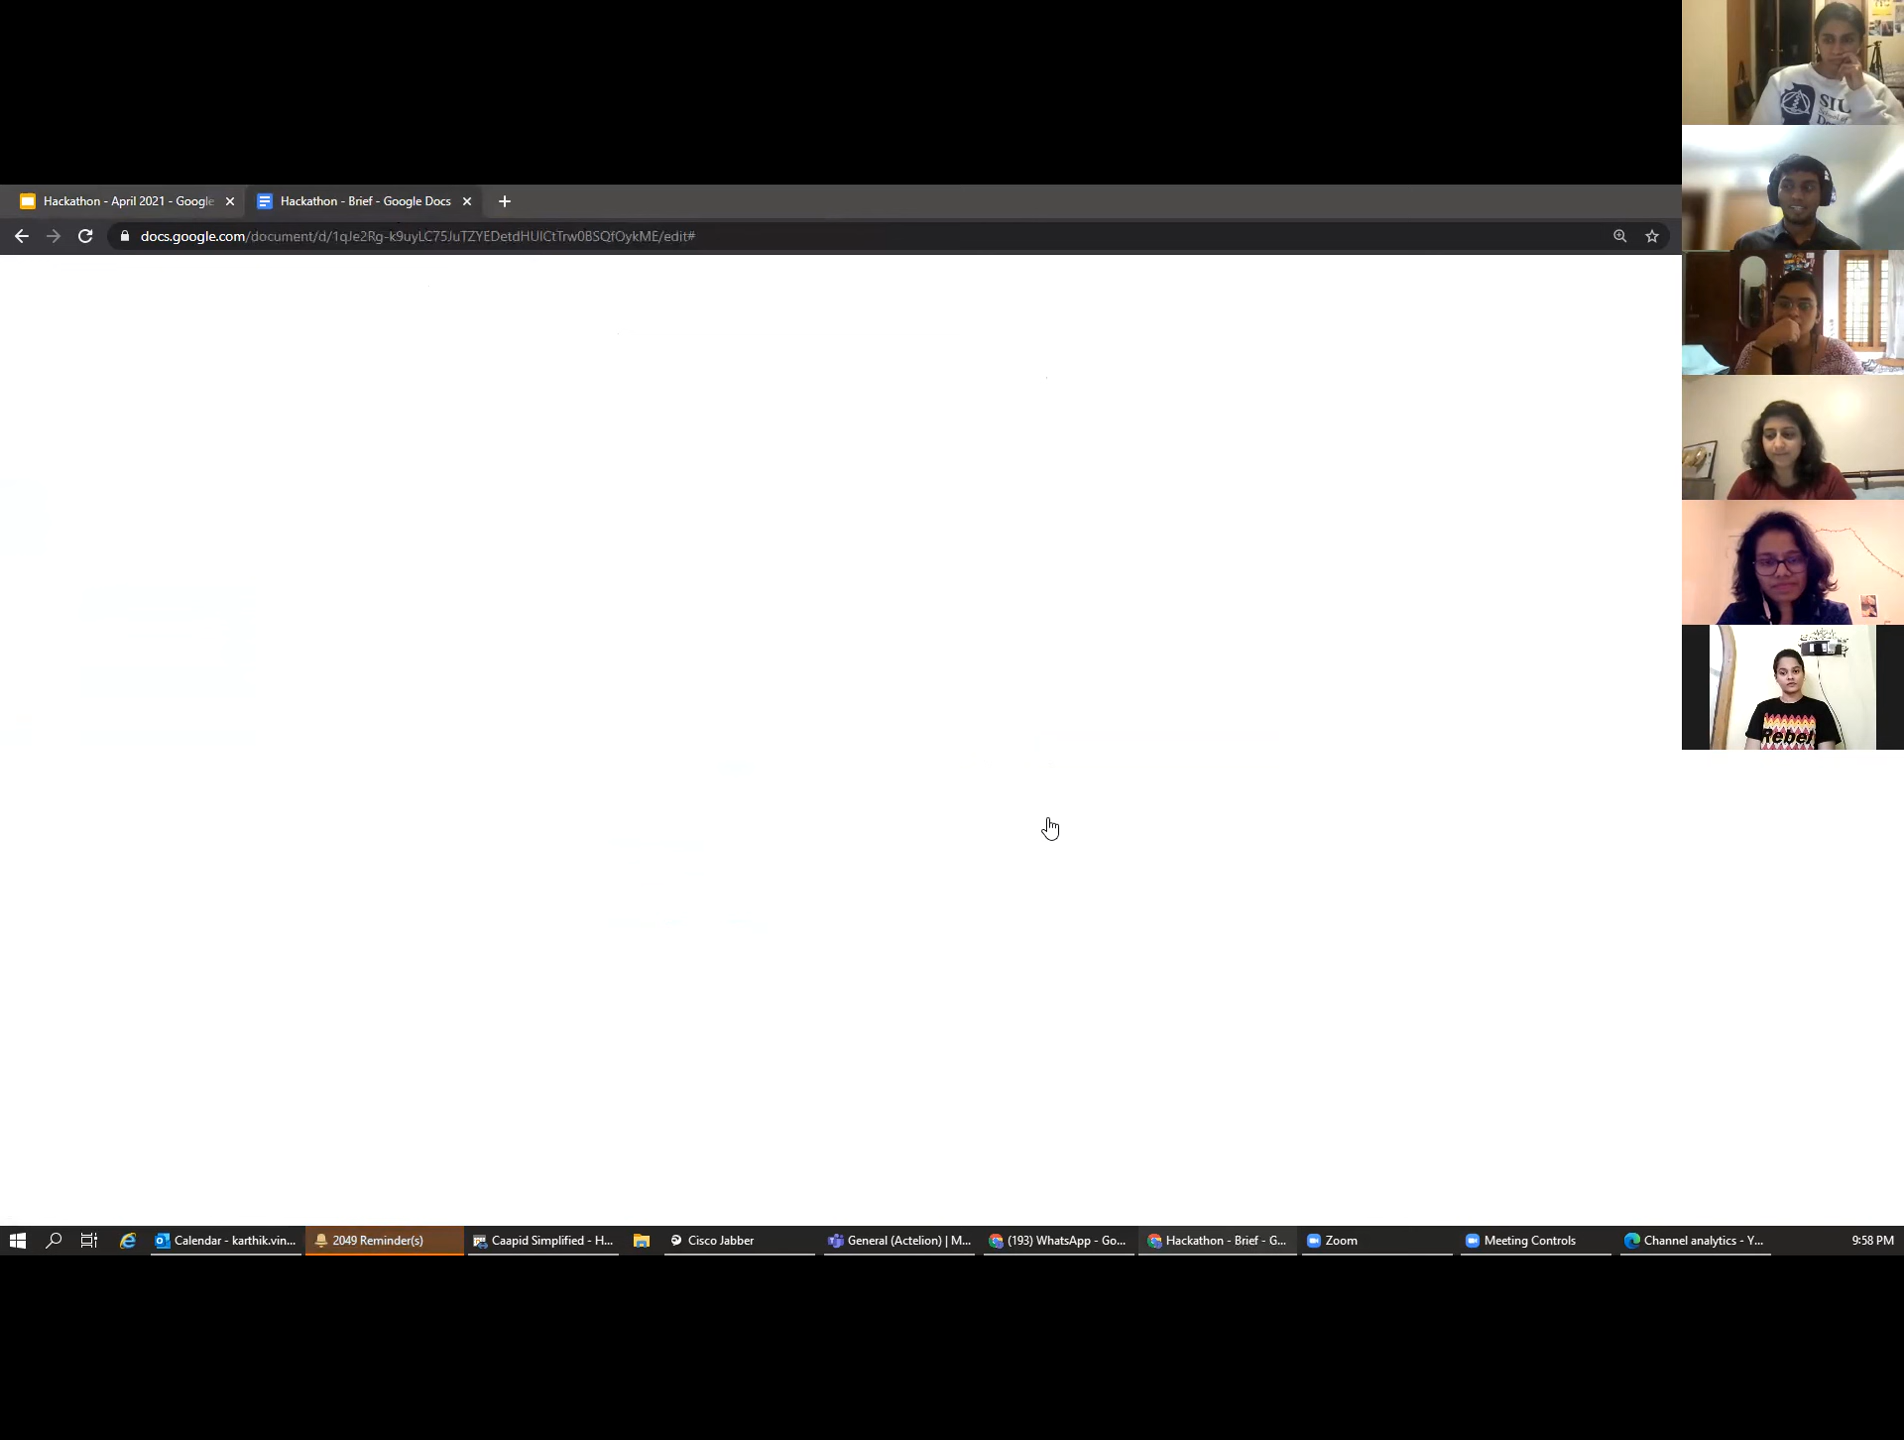 Hackathon - April 2021 - Google
Hackathon - Brief - Google Docs
docs.google.com/document/d/1qJe2Rg-k9uyLC75JuTZYEDetdHUlCtTrw0BSQfOykME/edit#
Rebel
Calendar - karthik.vin...
2049 Reminder(s)
Caapid Simplified - H...
Cisco Jabber
General (Actelion) | M...
(193) WhatsApp - Go...
Hackathon - Brief - G...
Zoom
Meeting Controls
Channel analytics - Y...
9:58 PM